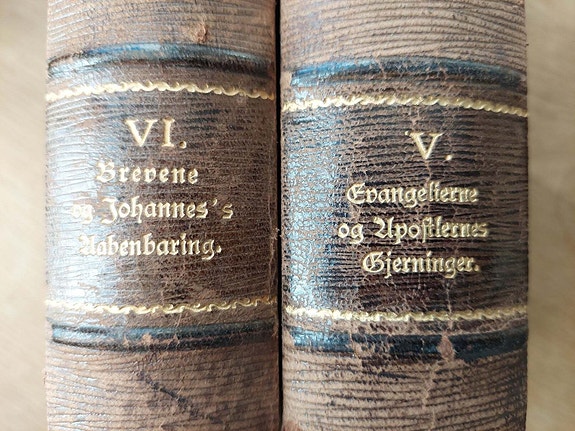 VI.
Brevene
og Johannes's
Aabenbaring.
V.
Evangelierne
og Apostlernes
Gjerninger.